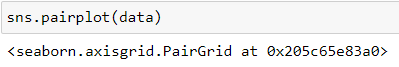 sns.pairplot(data)
<seaborn.axisgrid.PairGrid at 0x205c65e83a0>